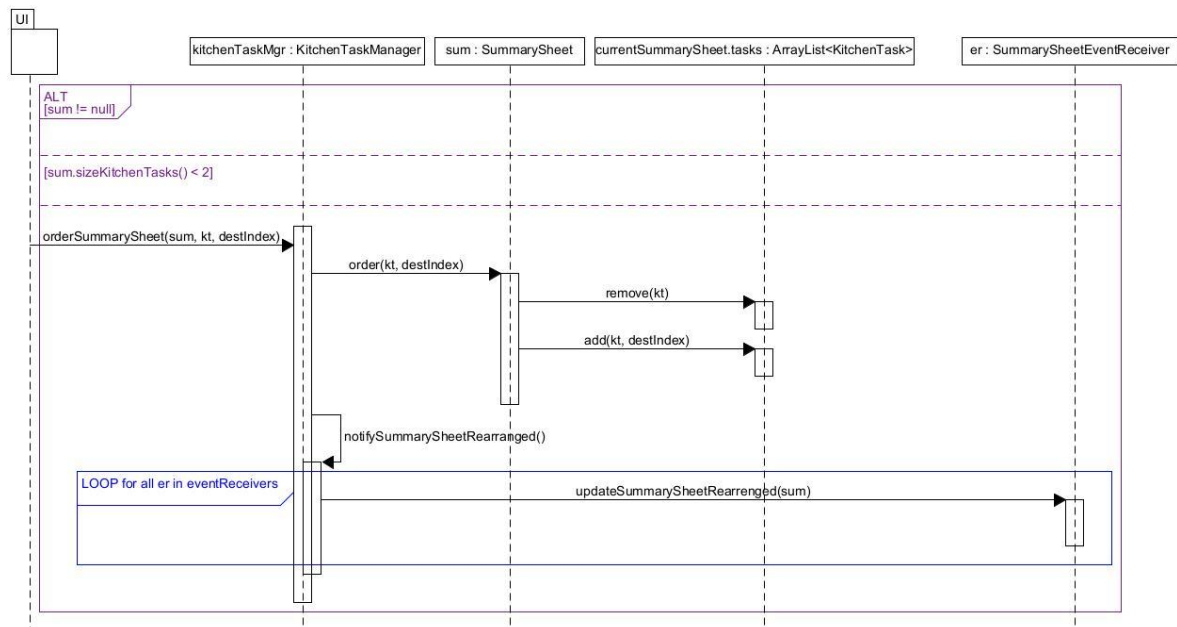 UI
kitchenTaskMgr : KitchenTaskManager
sum : SummarySheet
currentSummarySheet.tasks : ArrayList<KitchenTask>
er : SummarySheetEventReceiver
ALT
[sum != null]
[sum.sizeKitchenTasks() < 2]
orderSummarySheet(sum, kt, destIndex)
order(kt, destIndex)
remove(kt)
add(kt, destIndex)
notifySummarySheetRearranged()
LOOP for all er in eventReceivers
updateSummarySheetRearrenged(sum)